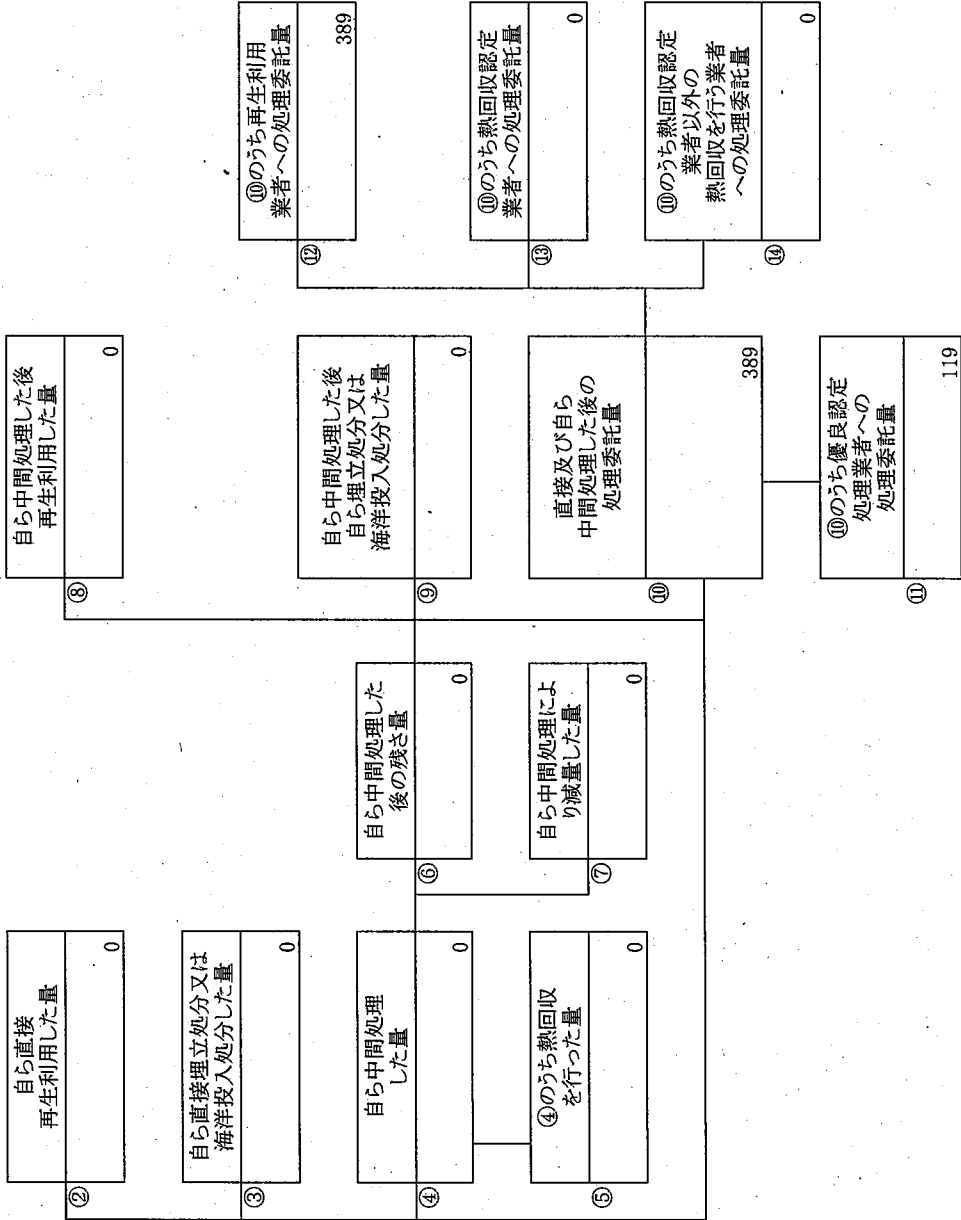 ②
自ら直接
再生利用した量
0
③
自ら直接埋立処分又は
海洋投入処分した量
0
④
自ら中間処理
した量
0
⑤
④のうち熱回収
を行った量
0
⑥
自ら中間処理した
後の残さ量
0
⑦
自ら中間処理によ
り減量した量
0
⑧
自ら中間処理した後
再生利用した量
0
⑨
自ら中間処理した後
自ら埋立処分又は
海洋投入処分した量
0
⑩
直接及び自ら
中間処理した後の
処理委託量
389
⑪
⑩のうち優良認定
処理業者への
処理委託量
119
⑫
⑩のうち再生利用
業者への処理委託量
389
⑬
⑩のうち熱回収認定
業者への処理委託量
0
⑭
⑩のうち熱回収認定
業者以外の
熱回収を行う業者
への処理委託量
0